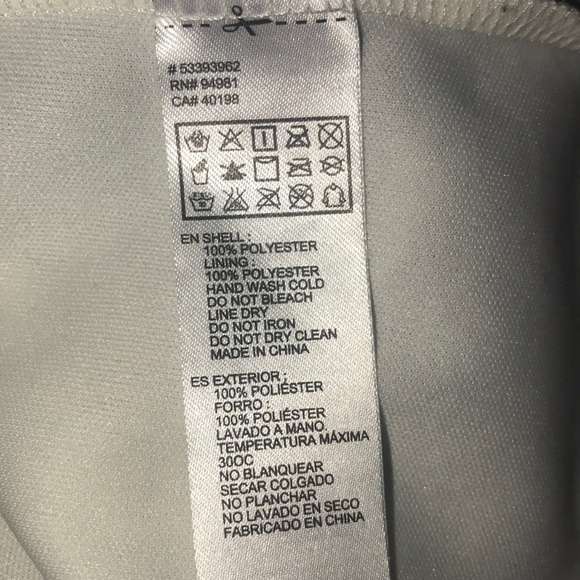 # 53393962
RN# 94981
CA# 40198
EN SHELL :
100% POLYESTER
LINING :
100% POLYESTER
HAND WASH COLD
DO NOT BLEACH
LINE DRY
DO NOT IRON
DO NOT DRY CLEAN
MADE IN CHINA
ES EXTERIOR :
100% POLIÉSTER
FORRO :
100% POLIÉSTER
LAVADO A MANO.
TEMPERATURA MÁXIMA
30OC
NO BLANQUEAR
SECAR COLGADO
NO PLANCHAR
NO LAVADO EN SECO
FABRICADO EN CHINA